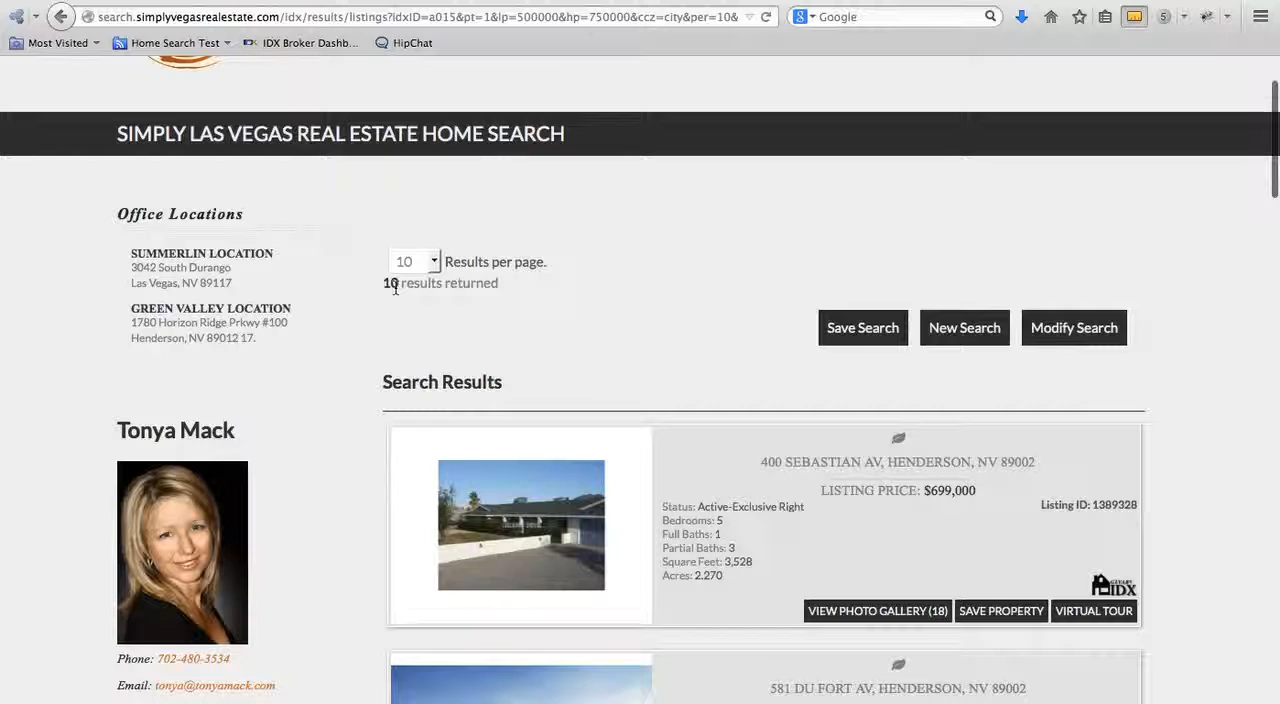 search.simplyvegasrealestate.com/idx/results/listings?idxID=a015&pt=1&lp=500000&hp=750000&ccz=city&per=10&
Google
5
Most Visited
Home Search Test
IDX Broker Dashb...
HipChat
SIMPLY LAS VEGAS REAL ESTATE HOME SEARCH
Office Locations
SUMMERLIN LOCATION
3042 South Durango
Las Vegas, NV 89117
GREEN VALLEY LOCATION
1780 Horizon Ridge Prkwy #100
Henderson, NV 89012 17.
10 Results per page.
10 results returned
Save Search
New Search
Modify Search
Search Results
Tonya Mack
Phone: 702-480-3534
Email: tonya@tonyamack.com
400 SEBASTIAN AV, HENDERSON, NV 89002
LISTING PRICE: $699,000
Status: Active-Exclusive Right
Listing ID: 1389328
Bedrooms: 5
Full Baths: 1
Partial Baths: 3
Square Feet: 3,528
Acres: 2.270
IDX
VIEW PHOTO GALLERY (18)
SAVE PROPERTY
VIRTUAL TOUR
581 DU FORT AV, HENDERSON, NV 89002